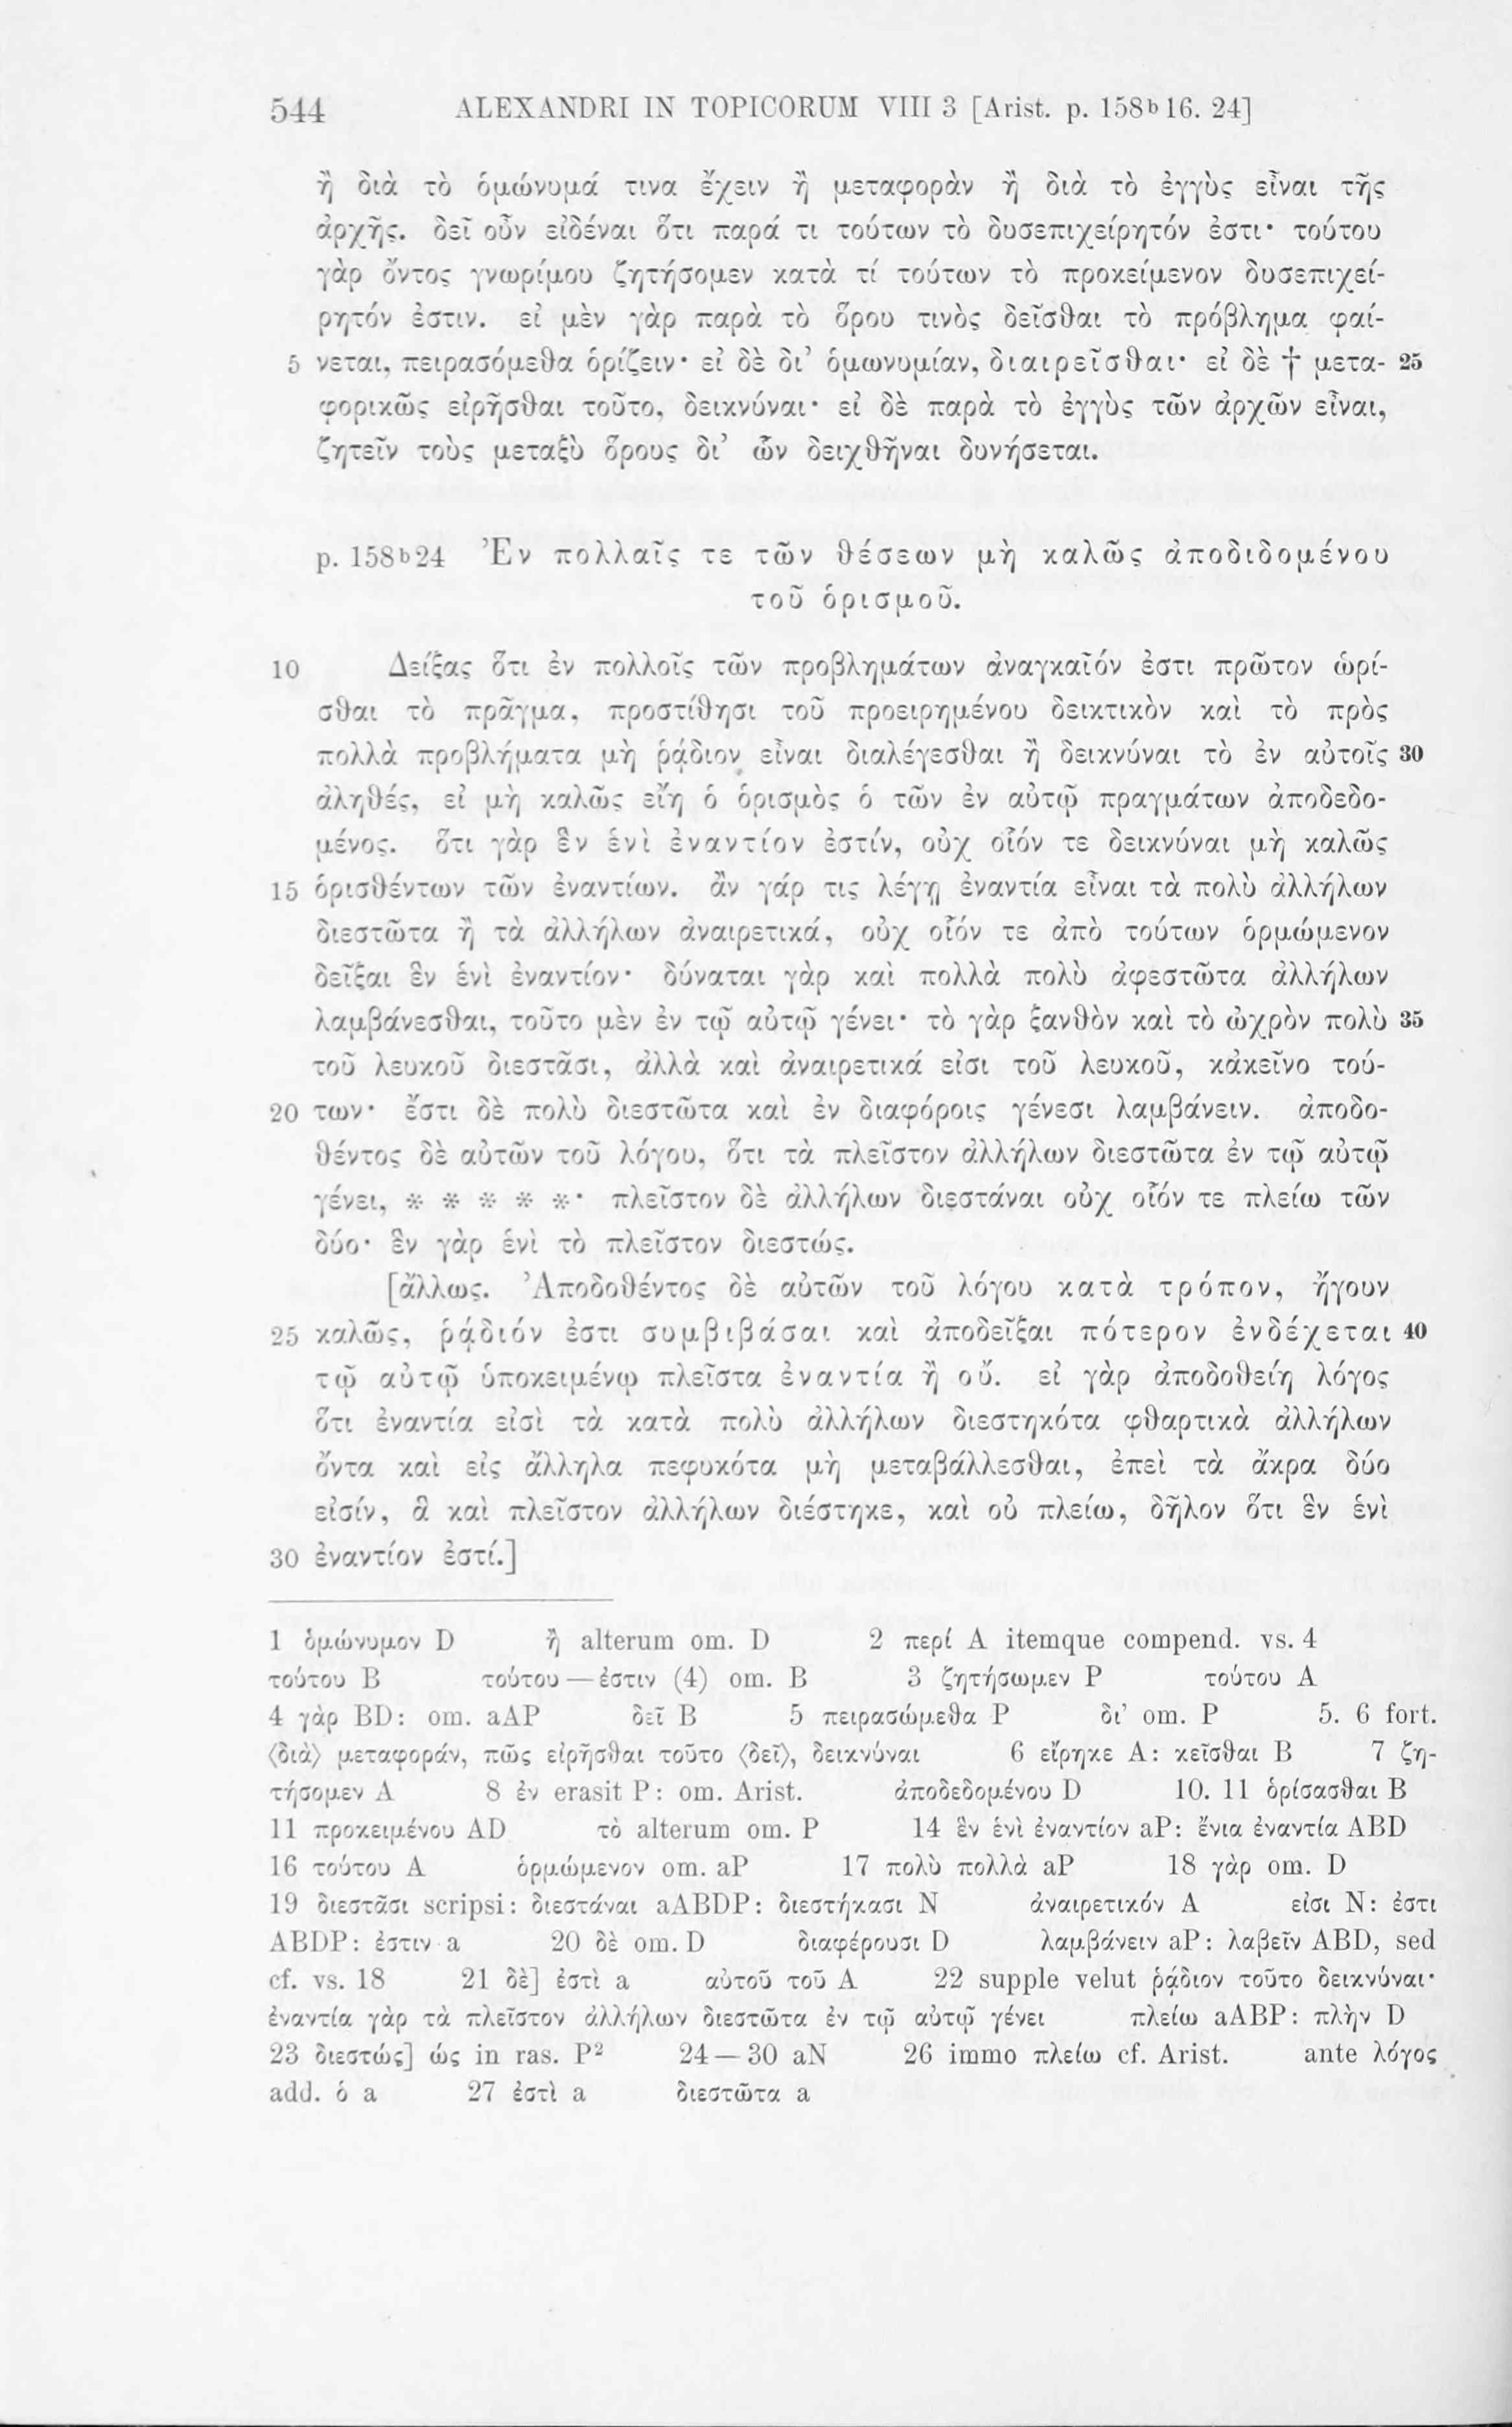 544 ALEXANDRI IN TOPICORUM VIII 3 [Arist. p. 158ᵇ16. 24]
ἢ διὰ τὸ ὁμώνυμά τινα ἔχειν ἢ μεταφορὰν ἢ διὰ τὸ ἐγγὺς εἶναι τῆς
ἀρχῆς. δεῖ οὖν εἰδέναι ὅτι παρά τι τούτων τὸ δυσεπιχείρητόν ἐστι· τούτου
γὰρ ὄντος γνωρίμου ζητήσομεν κατὰ τί τούτων τὸ προκείμενον δυσεπιχεί-
ρητόν ἐστιν. εἰ μὲν γὰρ παρὰ τὸ ὅρου τινὸς δεῖσθαι τὸ πρόβλημα φαί-
5 νεται, πειρασόμεθα ὁρίζειν· εἰ δὲ δι’ ὁμωνυμίαν, διαιρεῖσθαι· εἰ δὲ † μετα- 25
φορικῶς εἰρῆσθαι τοῦτο, δεικνύναι· εἰ δὲ παρὰ τὸ ἐγγὺς τῶν ἀρχῶν εἶναι,
ζητεῖν τοὺς μεταξὺ ὅρους δι’ ὧν δειχθῆναι δυνήσεται.
p. 158ᵇ24 Ἐν πολλαῖς τε τῶν θέσεων μὴ καλῶς ἀποδιδομένου
τοῦ ὁρισμοῦ.
10 Δείξας ὅτι ἐν πολλοῖς τῶν προβλημάτων ἀναγκαῖόν ἐστι πρῶτον ὡρί-
σθαι τὸ πρᾶγμα, προστίθησι τοῦ προειρημένου δεικτικὸν καὶ τὸ πρὸς
πολλὰ προβλήματα μὴ ῥᾴδιον εἶναι διαλέγεσθαι ἢ δεικνύναι τὸ ἐν αὐτοῖς 30
ἀληθές, εἰ μὴ καλῶς εἴη ὁ ὁρισμὸς ὁ τῶν ἐν αὐτῷ πραγμάτων ἀποδεδο-
μένος. ὅτι γὰρ ἓν ἑνὶ ἐναντίον ἐστίν, οὐχ οἷόν τε δεικνύναι μὴ καλῶς
15 ὁρισθέντων τῶν ἐναντίων. ἂν γάρ τις λέγῃ ἐναντία εἶναι τὰ πολὺ ἀλλήλων
διεστῶτα ἢ τὰ ἀλλήλων ἀναιρετικά, οὐχ οἷόν τε ἀπὸ τούτων ὁρμώμενον
δεῖξαι ἓν ἑνὶ ἐναντίον· δύναται γὰρ καὶ πολλὰ πολὺ ἀφεστῶτα ἀλλήλων
λαμβάνεσθαι, τοῦτο μὲν ἐν τῷ αὐτῷ γένει· τὸ γὰρ ξανθὸν καὶ τὸ ὠχρὸν πολὺ 35
τοῦ λευκοῦ διεστᾶσι, ἀλλὰ καὶ ἀναιρετικά εἰσι τοῦ λευκοῦ, κἀκεῖνο τού-
20 των· ἔστι δὲ πολὺ διεστῶτα καὶ ἐν διαφόροις γένεσι λαμβάνειν. ἀποδο-
θέντος δὲ αὐτῶν τοῦ λόγου, ὅτι τὰ πλεῖστον ἀλλήλων διεστῶτα ἐν τῷ αὐτῷ
γένει, * * * * *· πλεῖστον δὲ ἀλλήλων διεστάναι οὐχ οἷόν τε πλείω τῶν
δύο· ἓν γὰρ ἑνὶ τὸ πλεῖστον διεστώς.
[ἄλλως. Ἀποδοθέντος δὲ αὐτῶν τοῦ λόγου κατὰ τρόπον, ἤγουν
25 καλῶς, ῥᾴδιόν ἐστι συμβιβάσαι καὶ ἀποδεῖξαι πότερον ἐνδέχεται 40
τῷ αὐτῷ ὑποκειμένῳ πλεῖστα ἐναντία ἢ οὔ. εἰ γὰρ ἀποδοθείη λόγος
ὅτι ἐναντία εἰσὶ τὰ κατὰ πολὺ ἀλλήλων διεστηκότα φθαρτικὰ ἀλλήλων
ὄντα καὶ εἰς ἄλληλα πεφυκότα μὴ μεταβάλλεσθαι, ἐπεὶ τὰ ἄκρα δύο
εἰσίν, ἃ καὶ πλεῖστον ἀλλήλων διέστηκε, καὶ οὐ πλείω, δῆλον ὅτι ἓν ἑνὶ
30 ἐναντίον ἐστί.]
1 ὁμώνυμον D ἢ alterum om. D 2 περί A itemque compend. vs. 4
τούτου B τούτου — ἐστιν (4) om. B 3 ζητήσωμεν P τούτου A
4 γὰρ BD: om. aAP δεῖ B 5 πειρασώμεθα P δι’ om. P 5. 6 fort.
⟨διὰ⟩ μεταφοράν, πῶς εἰρῆσθαι τοῦτο ⟨δεῖ⟩, δεικνύναι 6 εἴρηκε A: κεῖσθαι B 7 ζη-
τήσομεν A 8 ἐν erasit P: om. Arist. ἀποδεδομένου D 10. 11 ὁρίσασθαι B
11 προκειμένου AD τὸ alterum om. P 14 ἓν ἑνὶ ἐναντίον aP: ἔνια ἐναντία ABD
16 τούτου A ὁρμώμενον om. aP 17 πολὺ πολλὰ aP 18 γὰρ om. D
19 διεστᾶσι scripsi: διεστάναι aABDP: διεστήκασι N ἀναιρετικόν A εἰσι N: ἐστι
ABDP: ἐστιν a 20 δὲ om. D διαφέρουσι D λαμβάνειν aP: λαβεῖν ABD, sed
cf. vs. 18 21 δὲ] ἐστὶ a αὐτοῦ τοῦ A 22 supple velut ῥᾴδιον τοῦτο δεικνύναι·
ἐναντία γὰρ τὰ πλεῖστον ἀλλήλων διεστῶτα ἐν τῷ αὐτῷ γένει πλείω aABP: πλὴν D
23 διεστώς] ώς in ras. P² 24 — 30 aN 26 immo πλείω cf. Arist. ante λόγος
add. ὁ a 27 ἐστὶ a διεστῶτα a